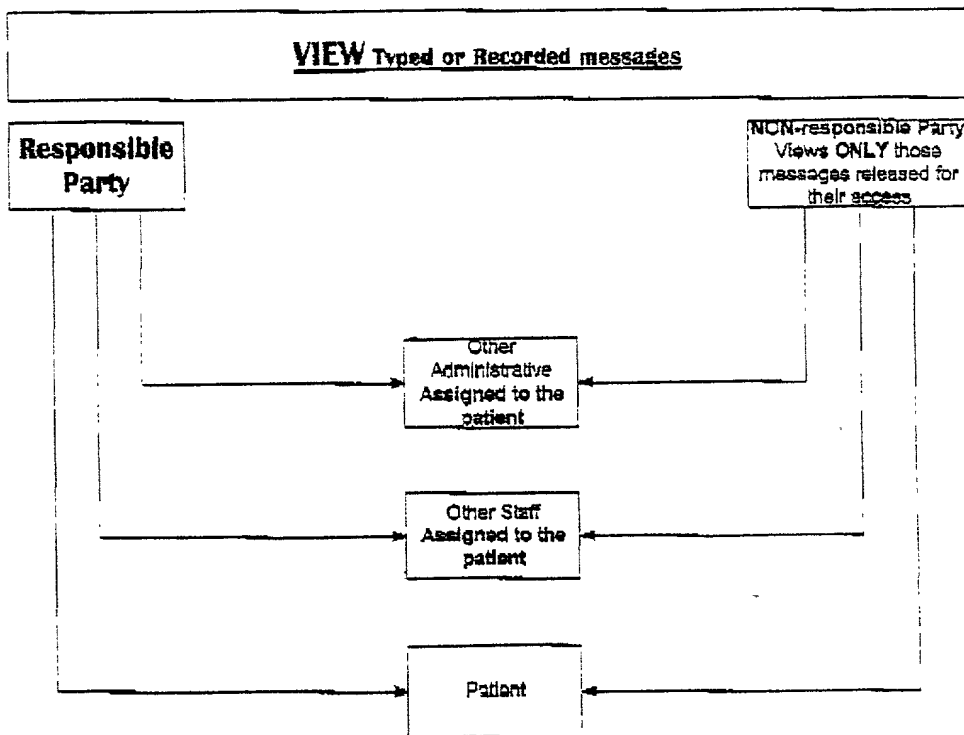 VIEW Typed or Recorded messages
Responsible
Party
NON-responsible Party
Views ONLY those
messages released for
their access
Other
Administrative
Assigned to the
patient
Other Staff
Assigned to the
patient
Patient